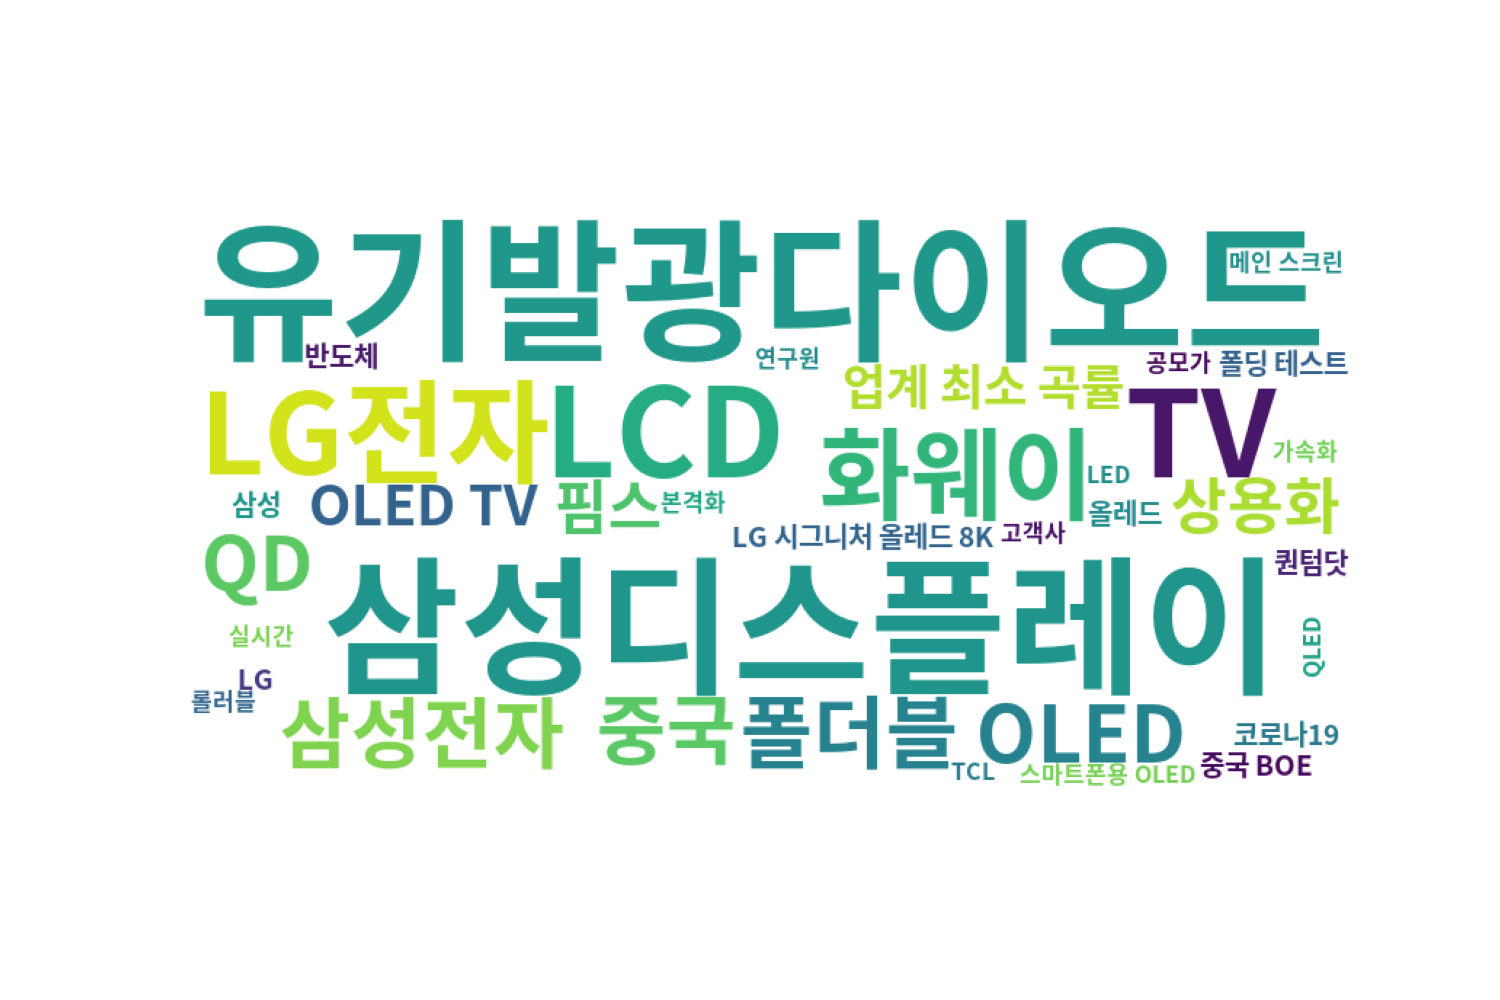 유기발광다이오드
메인 스크린
반도체
연구원
업계 최소 곡률
공모가
폴딩 테스트
LG전자
LCD
화웨이
TV
가속화
LED
삼성
OLED TV
핌스
본격화
올레드
상용화
QD
LG 시그니처 올레드 8K
고객사
퀀텀닷
삼성디스플레이
실시간
QLED
LG
롤러블
삼성전자
중국
폴더블 OLED
코로나19
TCL
스마트폰용 OLED
중국 BOE